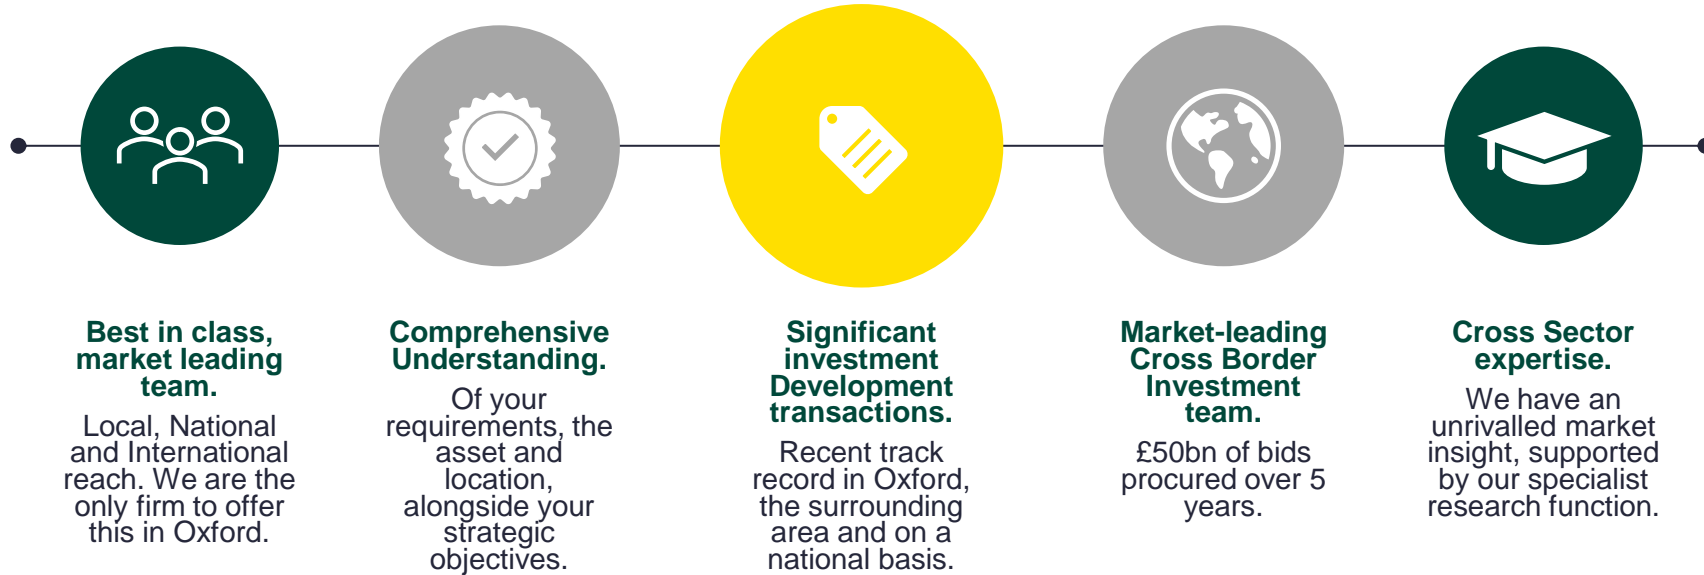 Best in class,
market leading
team.
Local, National
and International
reach. We are the
only firm to offer
this in Oxford.
Comprehensive
Understanding.
Of your
requirements, the
asset and
location,
alongside your
strategic
objectives.
Significant
investment
Development
transactions.
Recent track
record in Oxford,
the surrounding
area and on a
national basis.
Market-leading
Cross Border
Investment
team.
£50bn of bids
procured over 5
years.
Cross Sector
expertise.
We have an
unrivalled market
insight, supported
by our specialist
research function.